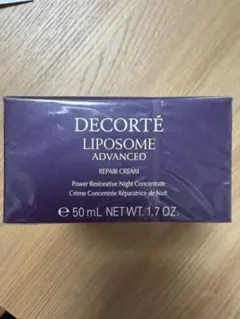 DECORTÉ
LIPOSOME
ADVANCED
REPAIR CREAM
Power Restorative Night Concentrate
Crème Concentrée Réparatrice de Nuit
℮ 50 mL NET WT. 1.7 OZ.